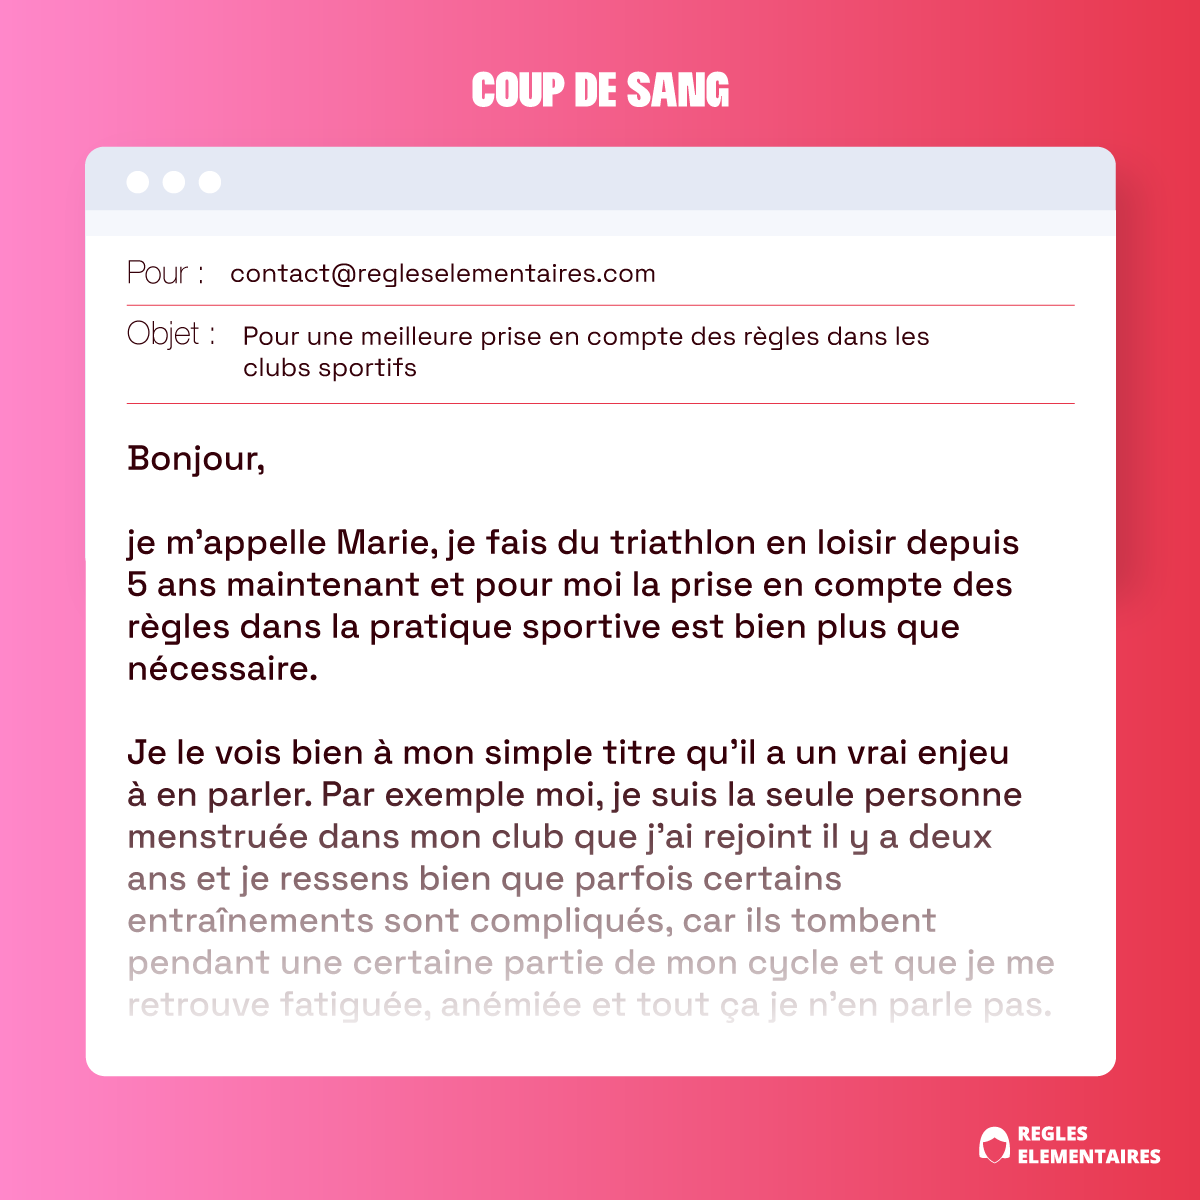 COUP DE SANG
Pour : contact@regleselementaires.com
Objet : Pour une meilleure prise en compte des règles dans les
clubs sportifs
Bonjour,
je m’appelle Marie, je fais du triathlon en loisir depuis
5 ans maintenant et pour moi la prise en compte des
règles dans la pratique sportive est bien plus que
nécessaire.
Je le vois bien à mon simple titre qu’il a un vrai enjeu
à en parler. Par exemple moi, je suis la seule personne
menstruée dans mon club que j’ai rejoint il y a deux
ans et je ressens bien que parfois certains
entraînements sont compliqués, car ils tombent
pendant une certaine partie de mon cycle et que je me
retrouve fatiguée, anémiée et tout ça je n’en parle pas.
REGLES
ELEMENTAIRES